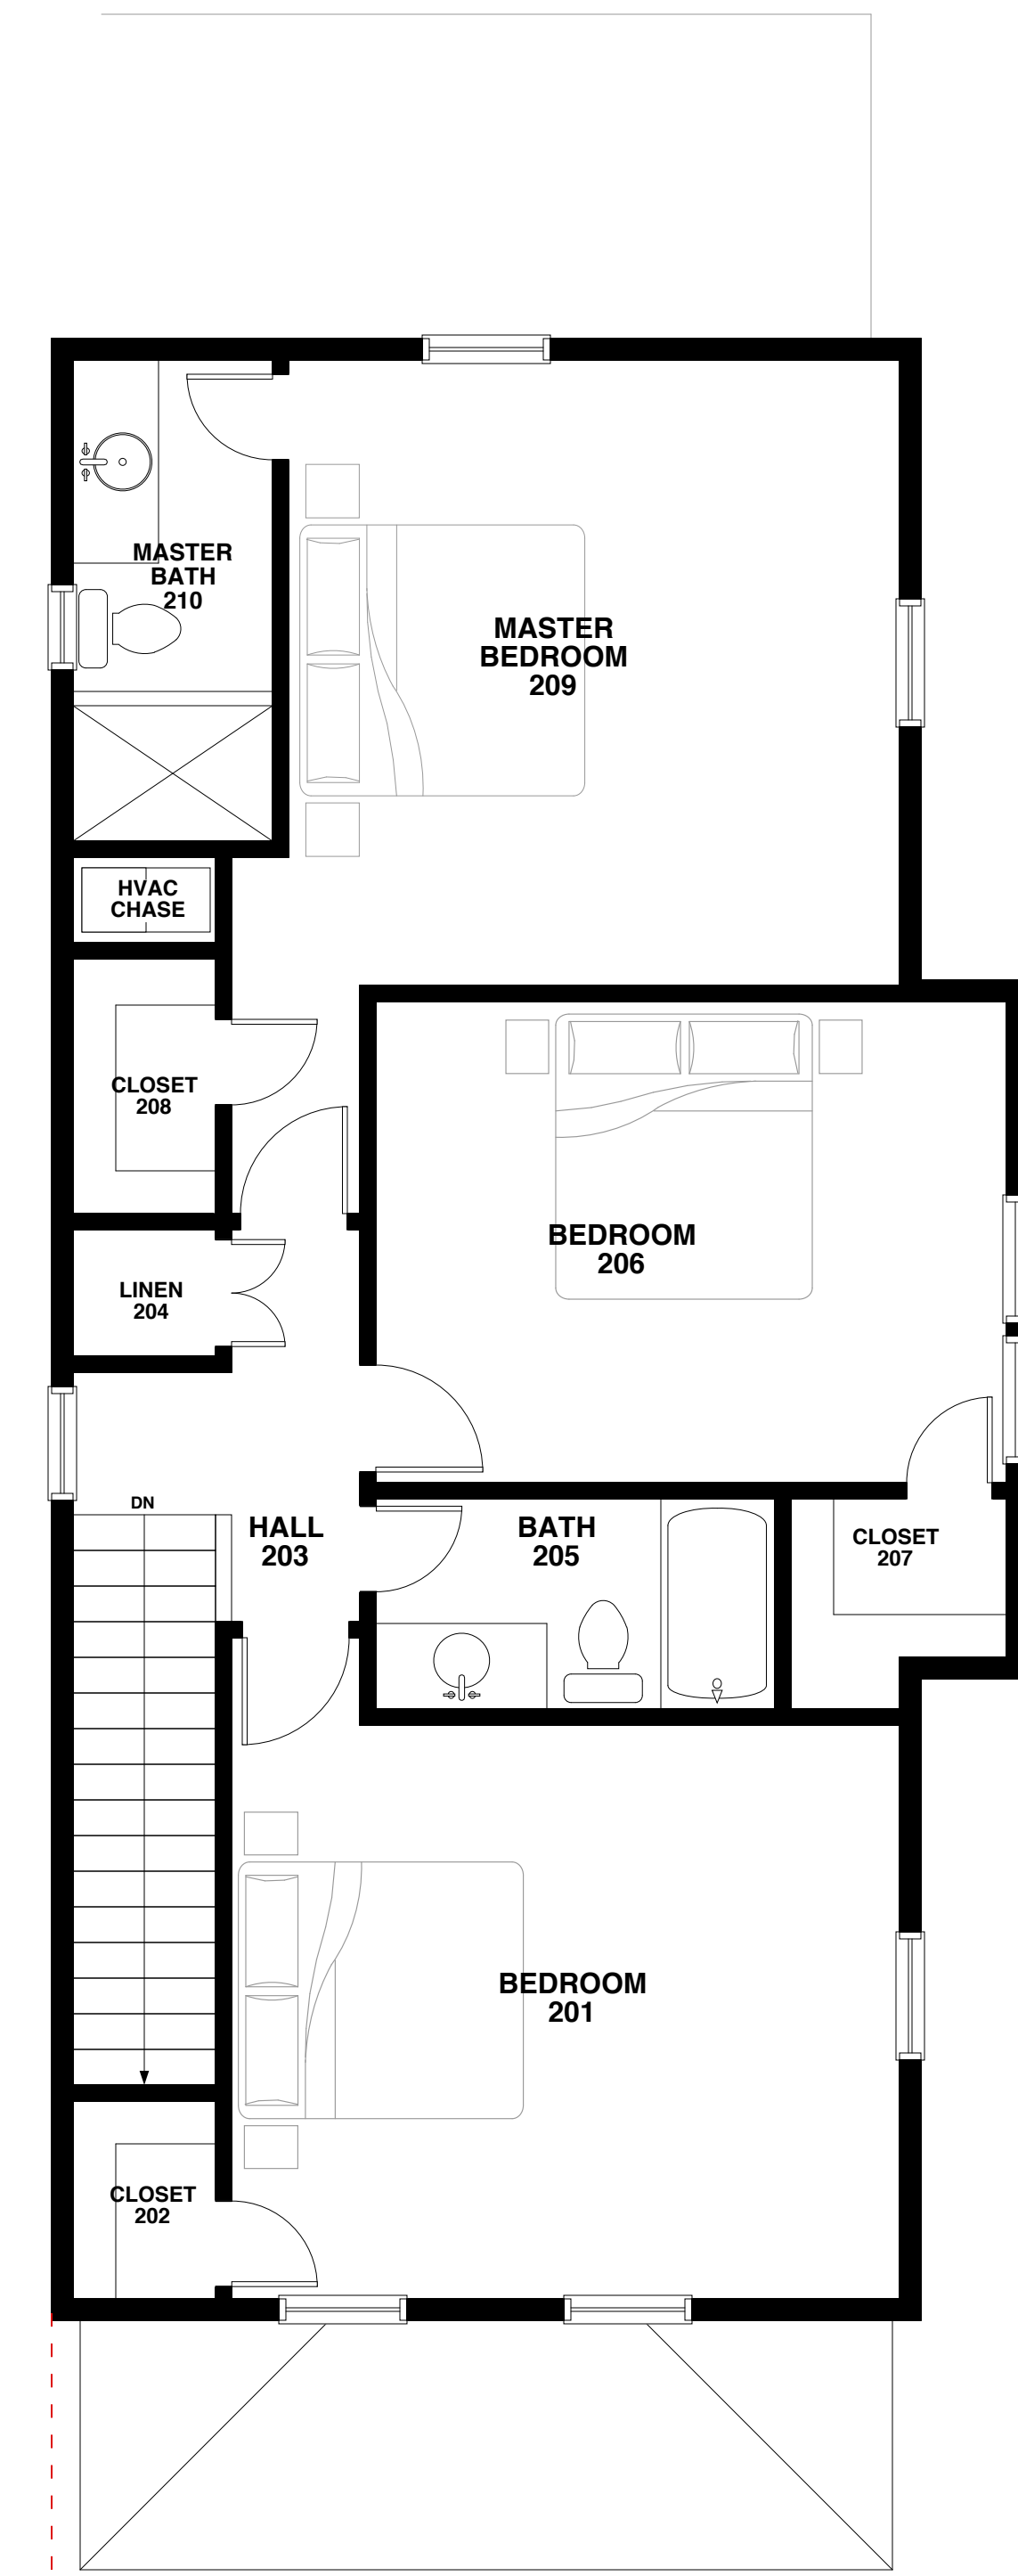 MASTER
BATH
210
MASTER
BEDROOM
209
HVAC
CHASE
CLOSET
208
BEDROOM
206
LINEN
204
DN
HALL
203
BATH
205
CLOSET
207
BEDROOM
201
CLOSET
202